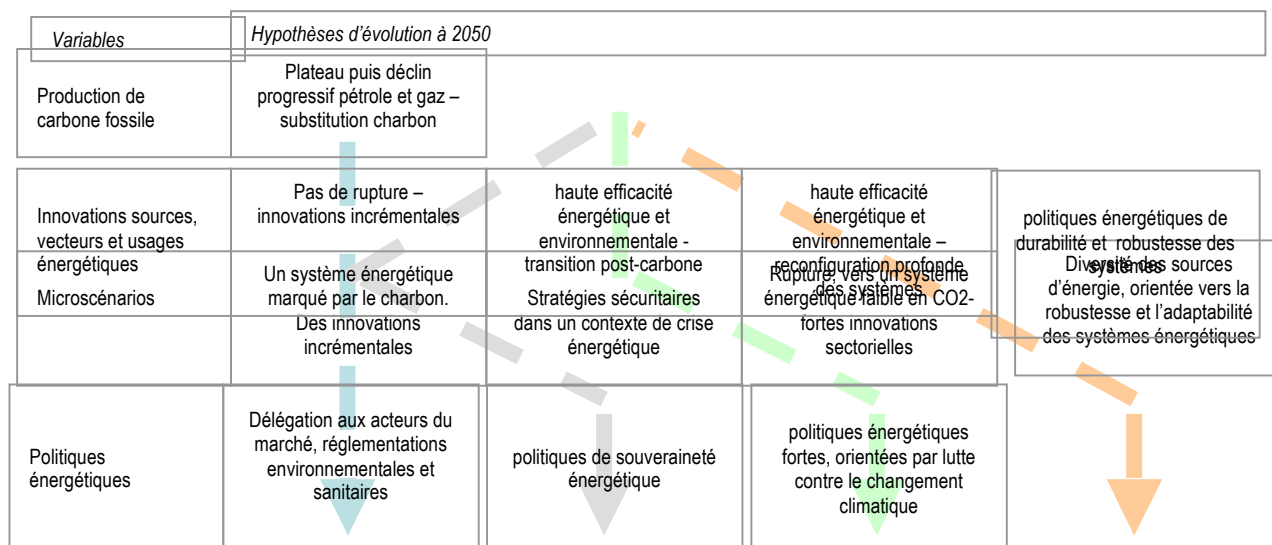 Variables
Hypothèses d'évolution à 2050
Production de
carbone fossile
Plateau puis déclin
progressif pétrole et gaz –
substitution charbon
Innovations sources,
vecteurs et usages
énergétiques
Pas de rupture –
innovations incrémentales
haute efficacité
énergétique et
environnementale -
transition post-carbone
haute efficacité
énergétique et
environnementale –
reconfiguration profonde
des systèmes
politiques énergétiques de
durabilité et robustesse des
systèmes
Microscénarios
Un système énergétique
marqué par le charbon.
Des innovations
incrémentales
Stratégies sécuritaires
dans un contexte de crise
énergétique
Rupture, vers un système
énergétique faible en CO2-
fortes innovations
sectorielles
Diversité des sources
d'énergie, orientée vers la
robustesse et l'adaptabilité
des systèmes énergétiques
Politiques
énergétiques
Délégation aux acteurs du
marché, réglementations
environnementales et
sanitaires
politiques de souveraineté
énergétique
politiques énergétiques
fortes, orientées par lutte
contre le changement
climatique